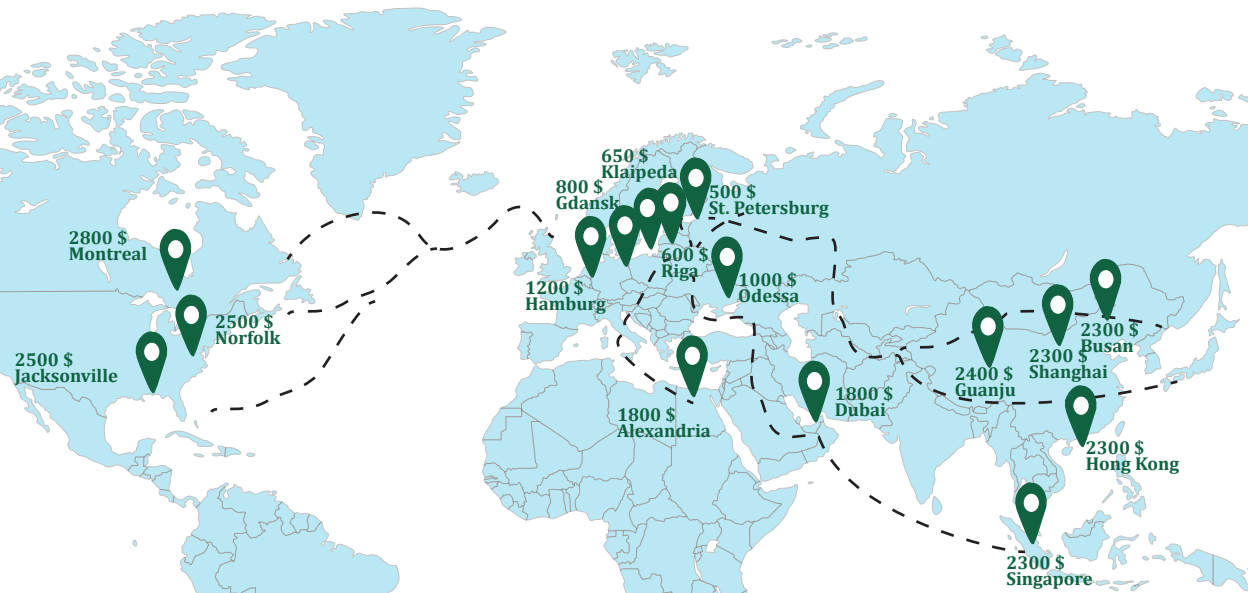 650 $
Klaipeda
800 $
Gdansk
500 $
St. Petersburg
2800 $
Montreal
600 $
Riga
1000 $
Odessa
1200 $
Hamburg
2500 $
Norfolk
2300 $
Busan
2300 $
Shanghai
2500 $
Jacksonville
2400 $
Guanju
1800 $
Dubai
1800 $
Alexandria
2300 $
Hong Kong
2300 $
Singapore